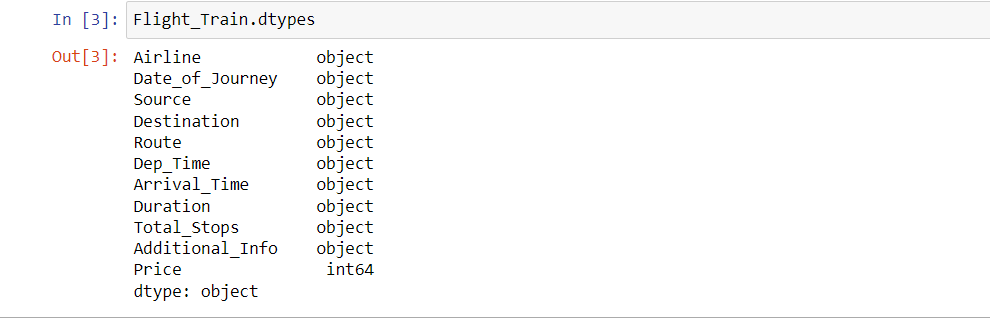 In [3]: Flight_Train.dtypes
Out[3]: Airline object
Date_of_Journey object
Source object
Destination object
Route object
Dep_Time object
Arrival_Time object
Duration object
Total_Stops object
Additional_Info object
Price int64
dtype: object